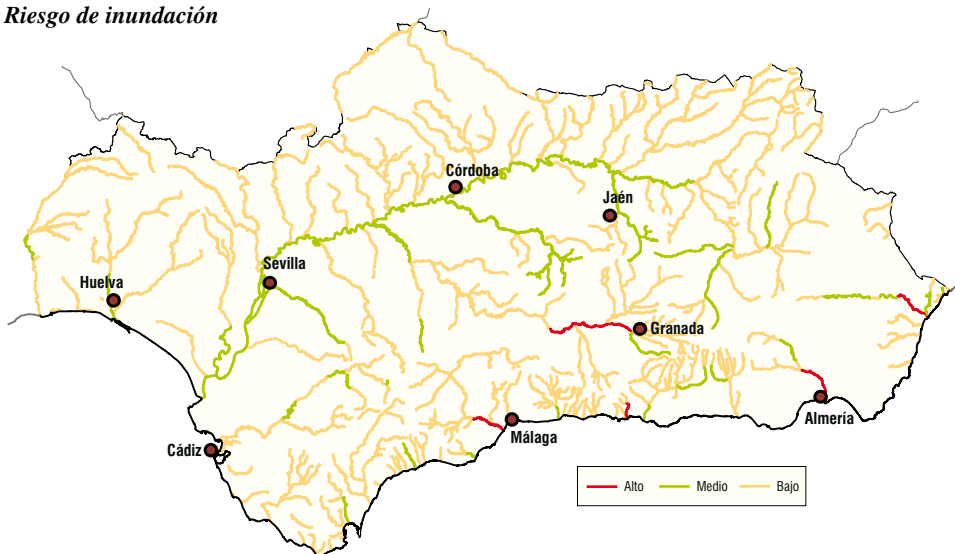 Riesgo de inundación
Córdoba
Jaén
Sevilla
Huelva
Granada
Almería
Málaga
Cádiz
Alto Medio Bajo